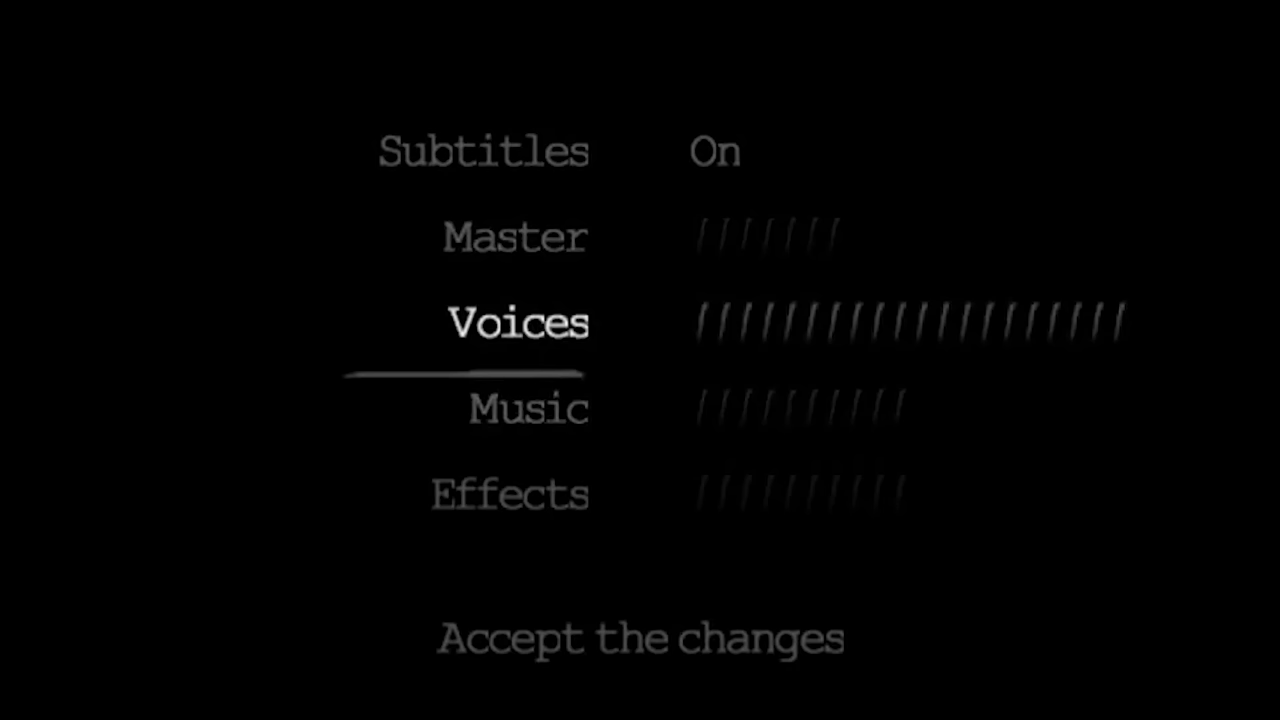 Subtitles On
Master
Voices
Music
Effects
Accept the changes